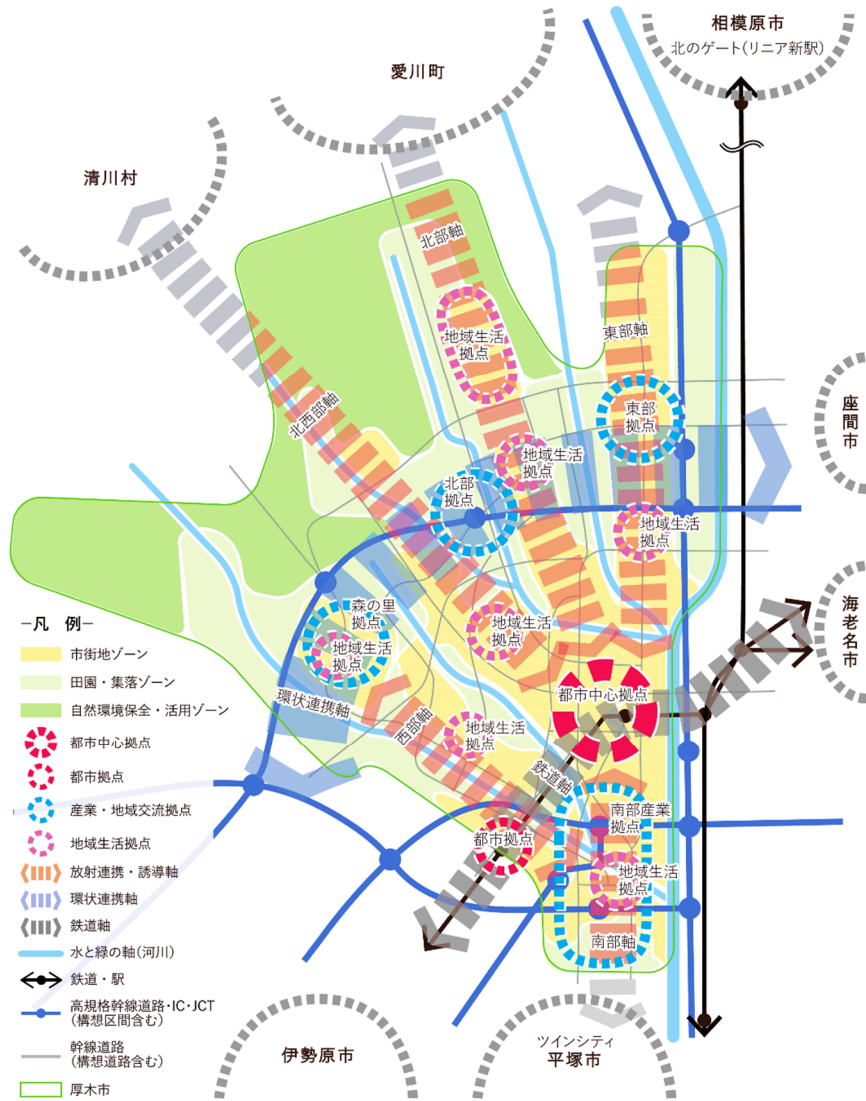 相模原市
北のゲート(リニア新駅)
愛川町
清川村
北部軸
東部軸
地域生活
拠点
座間市
北西部軸
東部
拠点
地域生活
拠点
北部
拠点
地域生活
拠点
海老名市
森の里
拠点
地域生活
拠点
地域生活
拠点
都市中心拠点
環状連携軸
西部軸
地域生活
拠点
鉄道軸
南部産業
拠点
都市拠点
地域生活
拠点
南部軸
ー凡 例ー
市街地ゾーン
田園・集落ゾーン
自然環境保全・活用ゾーン
都市中心拠点
都市拠点
産業・地域交流拠点
地域生活拠点
放射連携・誘導軸
環状連携軸
鉄道軸
水と緑の軸(河川)
鉄道・駅
高規格幹線道路・IC・JCT
(構想区間含む)
幹線道路
(構想道路含む)
厚木市
伊勢原市
ツインシティ
平塚市